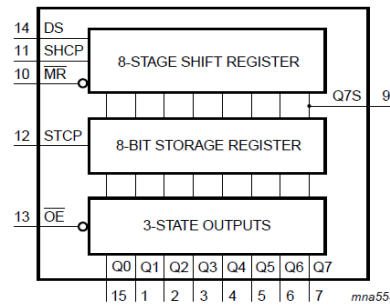 14 DS
11 SHCP
10 MR
8-STAGE SHIFT REGISTER
Q7S 9
12 STCP
8-BIT STORAGE REGISTER
13 OE
3-STATE OUTPUTS
Q0 Q1 Q2 Q3 Q4 Q5 Q6 Q7
15 1 2 3 4 5 6 7
mna55